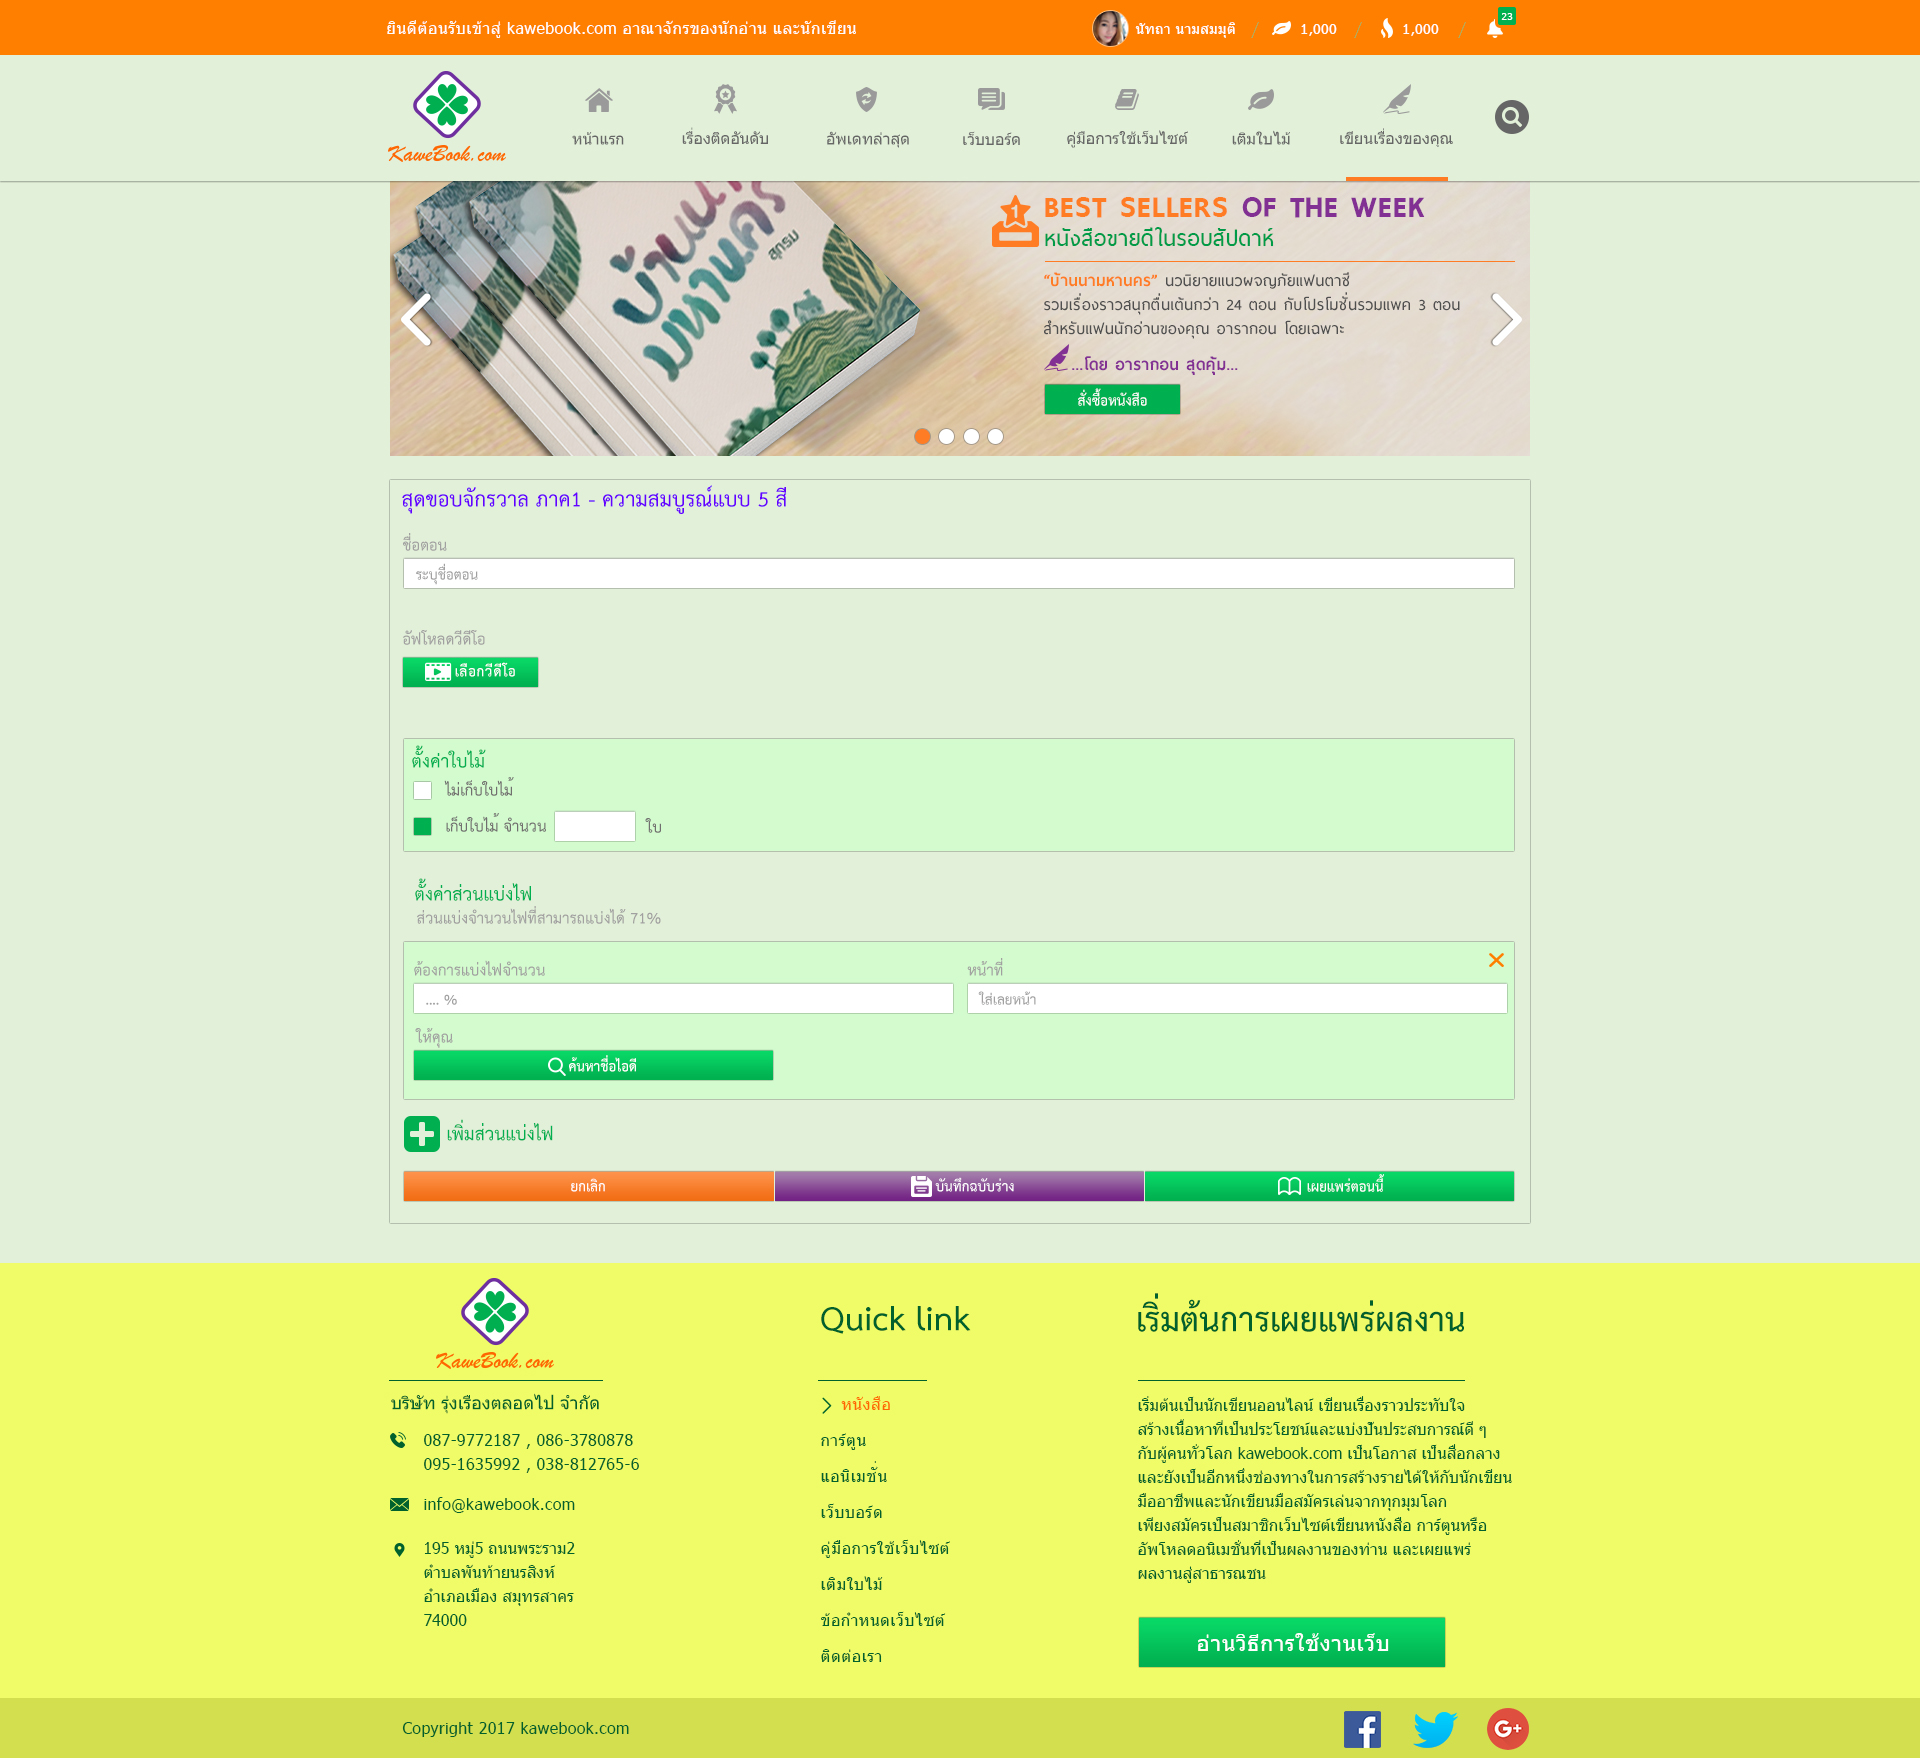 ยินดีต้อนรับเข้าสู่ kawebook.com อาณาจักรของนักอ่าน และนักเขียน
นัทถา นามสมมุติ / 1,000 / 1,000 / 23
KaweBook.com
หน้าแรก
เรื่องติดอันดับ
อัพเดทล่าสุด
เว็บบอร์ด
คู่มือการใช้เว็บไซต์
เติมใบไม้
เขียนเรื่องของคุณ
บ้านนา
มหานคร
สุกรม
1
BEST SELLERS OF THE WEEK
หนังสือขายดีในรอบสัปดาห์
“บ้านนามหานคร” นวนิยายแนวผจญภัยแฟนตาซี
รวมเรื่องราวสนุกตื่นเต้นกว่า 24 ตอน กับโปรโมชั่นรวมแพค 3 ตอน
สำหรับแฟนนักอ่านของคุณ อารากอน โดยเฉพาะ
...โดย อารากอน สุดคุ้ม...
สั่งซื้อหนังสือ
สุดขอบจักรวาล ภาค1 - ความสมบูรณ์แบบ 5 สี
ชื่อตอน
ระบุชื่อตอน
อัฟโหลดวีดีโอ
เลือกวีดีโอ
ตั้งค่าใบไม้
ไม่เก็บใบไม้
เก็บใบไม้ จำนวน ใบ
ตั้งค่าส่วนแบ่งไฟ
ส่วนแบ่งจำนวนไฟที่สามารถแบ่งได้ 71%
ต้องการแบ่งไฟจำนวน
หน้าที่
.... %
ใส่เลยหน้า
ให้คุณ
ค้นหาชื่อไอดี
เพิ่มส่วนแบ่งไฟ
ยกเลิก
บันทึกฉบับร่าง
เผยแพร่ตอนนี้
KaweBook.com
บริษัท รุ่งเรืองตลอดไป จำกัด
087-9772187 , 086-3780878
095-1635992 , 038-812765-6
info@kawebook.com
195 หมู่5 ถนนพระราม2
ตำบลพันท้ายนรสิงห์
อำเภอเมือง สมุทรสาคร
74000
Quick link
หนังสือ
การ์ตูน
แอนิเมชั่น
เว็บบอร์ด
คู่มือการใช้เว็บไซต์
เติมใบไม้
ข้อกำหนดเว็บไซต์
ติดต่อเรา
เริ่มต้นการเผยแพร่ผลงาน
เริ่มต้นเป็นนักเขียนออนไลน์ เขียนเรื่องราวประทับใจ
สร้างเนื้อหาที่เป็นประโยชน์และแบ่งปันประสบการณ์ดี ๆ
กับผู้คนทั่วโลก kawebook.com เป็นโอกาส เป็นสื่อกลาง
และยังเป็นอีกหนึ่งช่องทางในการสร้างรายได้ให้กับนักเขียน
มืออาชีพและนักเขียนมือสมัครเล่นจากทุกมุมโลก
เพียงสมัครเป็นสมาชิกเว็บไซต์เขียนหนังสือ การ์ตูนหรือ
อัพโหลดอนิเมชั่นที่เป็นผลงานของท่าน และเผยแพร่
ผลงานสู่สาธารณชน
อ่านวิธีการใช้งานเว็บ
Copyright 2017 kawebook.com